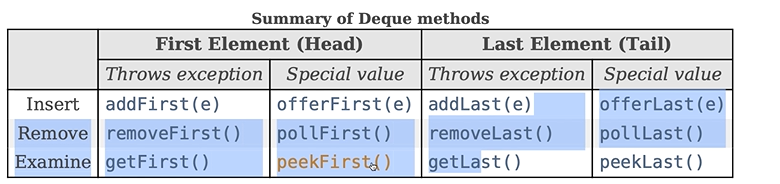 Summary of Deque methods
First Element (Head) Last Element (Tail)
Throws exception Special value Throws exception Special value
Insert addFirst(e) offerFirst(e) addLast(e) offerLast(e)
Remove removeFirst() pollFirst() removeLast() pollLast()
Examine getFirst() peekFirst() getLast() peekLast()